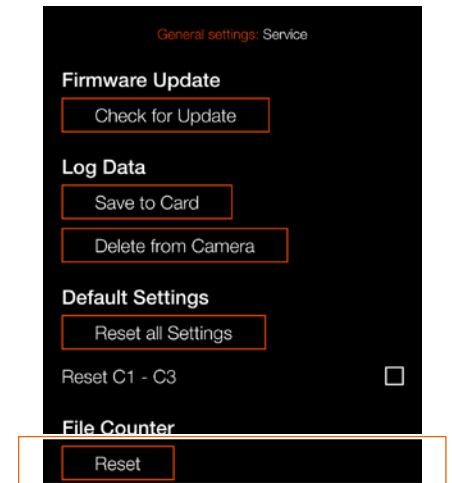 General settings: Service
Firmware Update
Check for Update
Log Data
Save to Card
Delete from Camera
Default Settings
Reset all Settings
Reset C1 - C3
File Counter
Reset